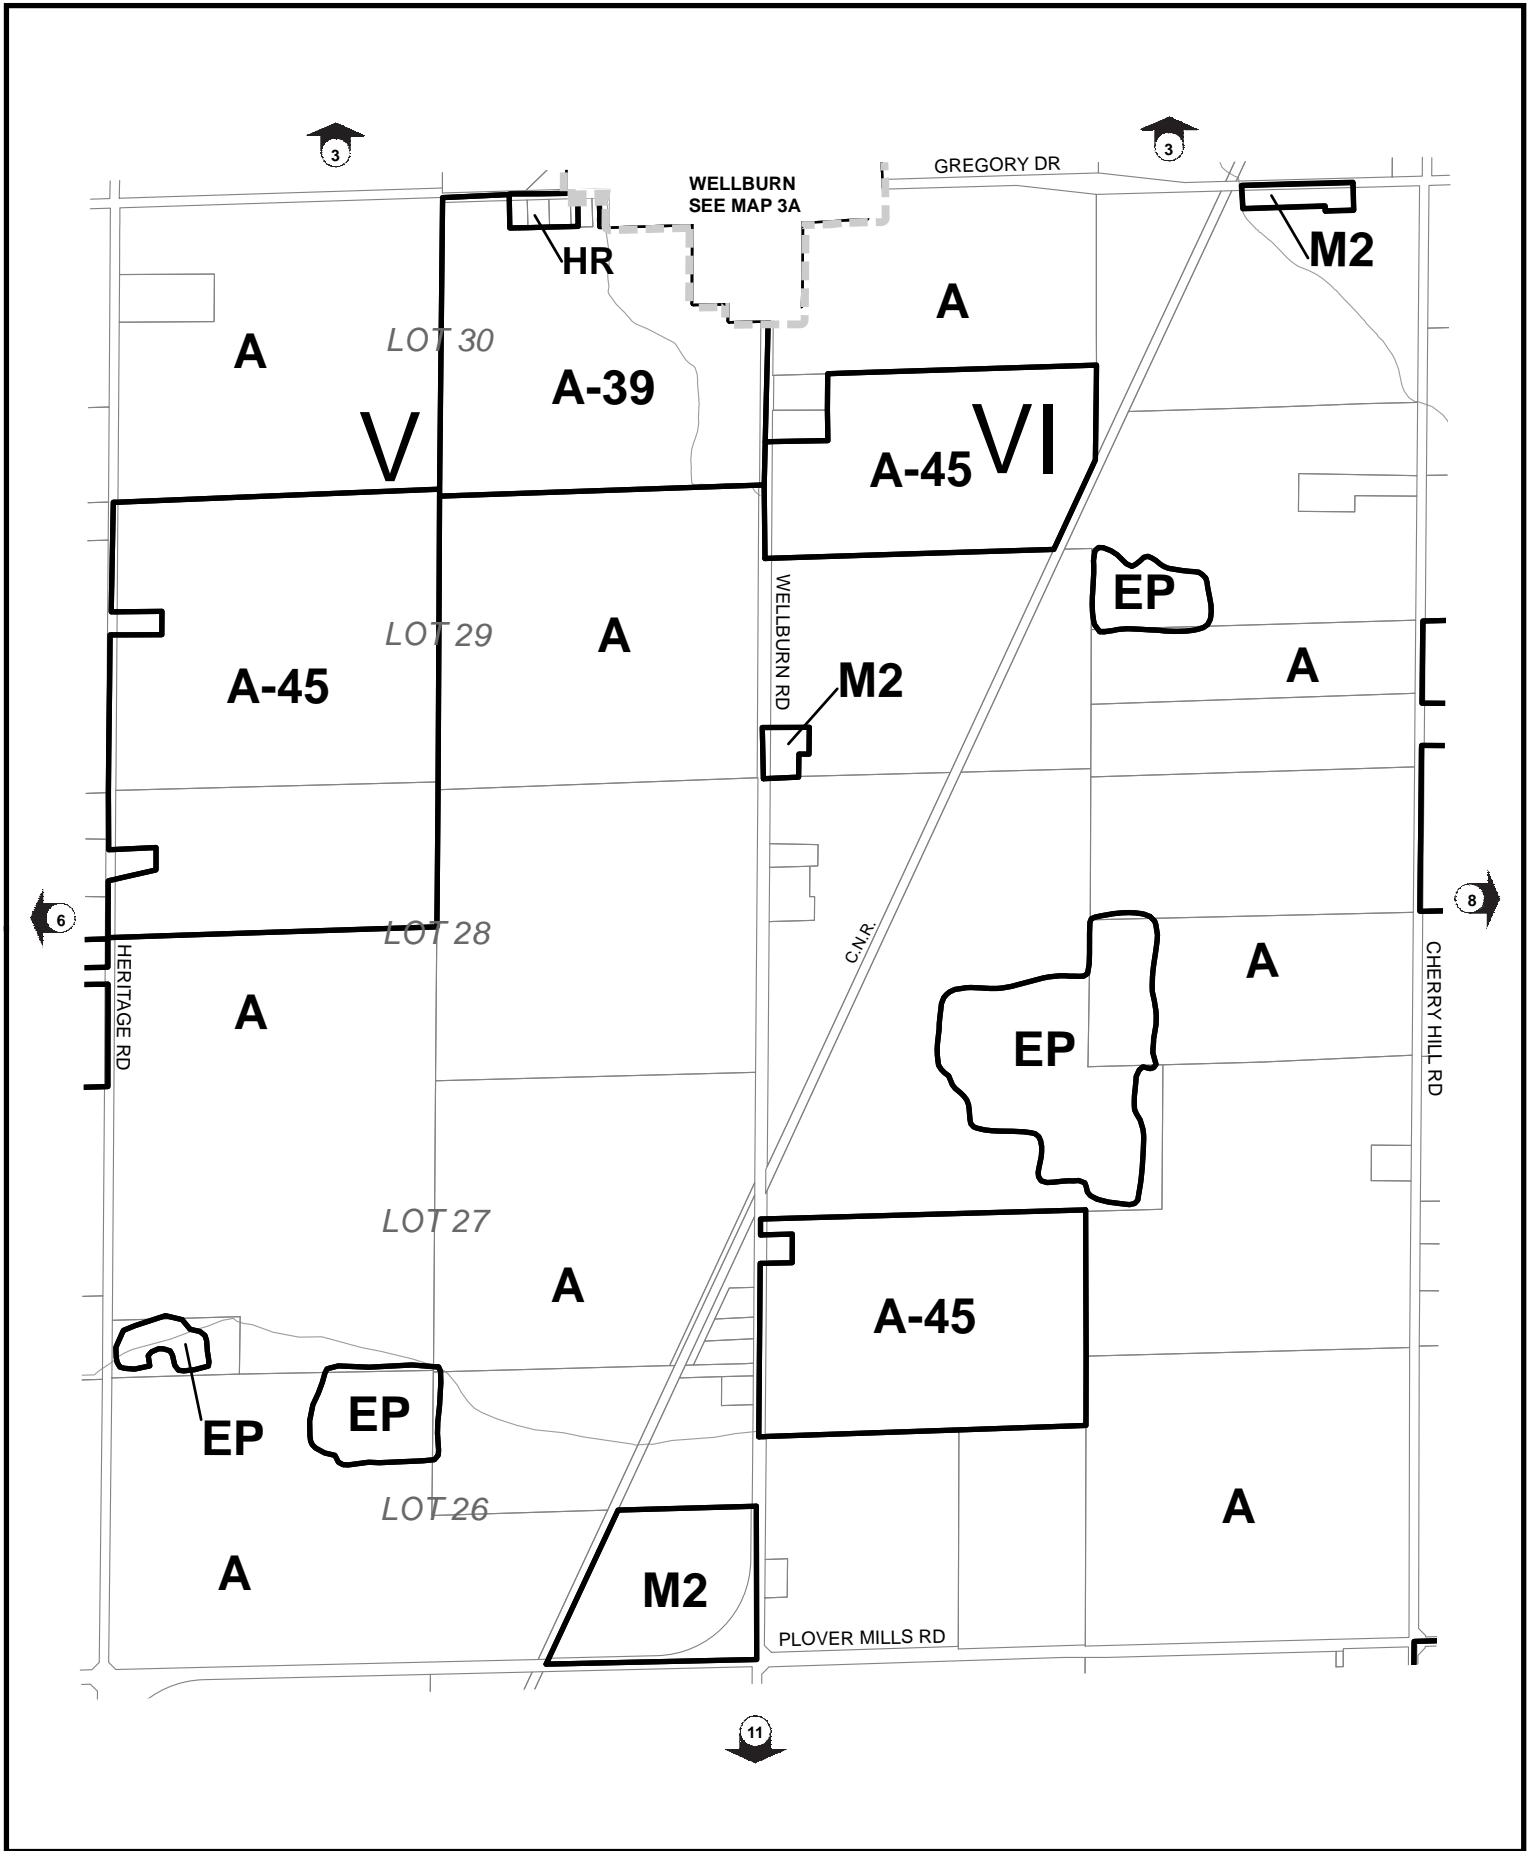 3
3
GREGORY DR
WELLBURN
SEE MAP 3A
HR
M2
A
A
LOT 30
A-39
V
VI
A-45
EP
WELLBURN RD
LOT 29
A
A
M2
A-45
6
8
C.N.R.
LOT 28
HERITAGE RD
A
A
CHERRY HILL RD
EP
LOT 27
A
A-45
EP
EP
LOT 26
A
A
M2
PLOVER MILLS RD
11